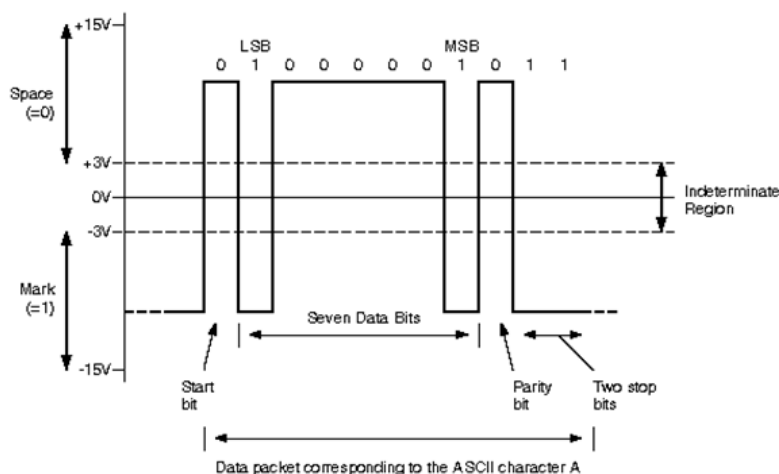 +15V
LSB MSB
0 1 0 0 0 0 0 1 0 1 1
Space
(=0)
+3V
0V
Indeterminate
Region
-3V
Mark
(=1)
Seven Data Bits
-15V
Start
bit
Parity
bit
Two stop
bits
Data packet corresponding to the ASCII character A